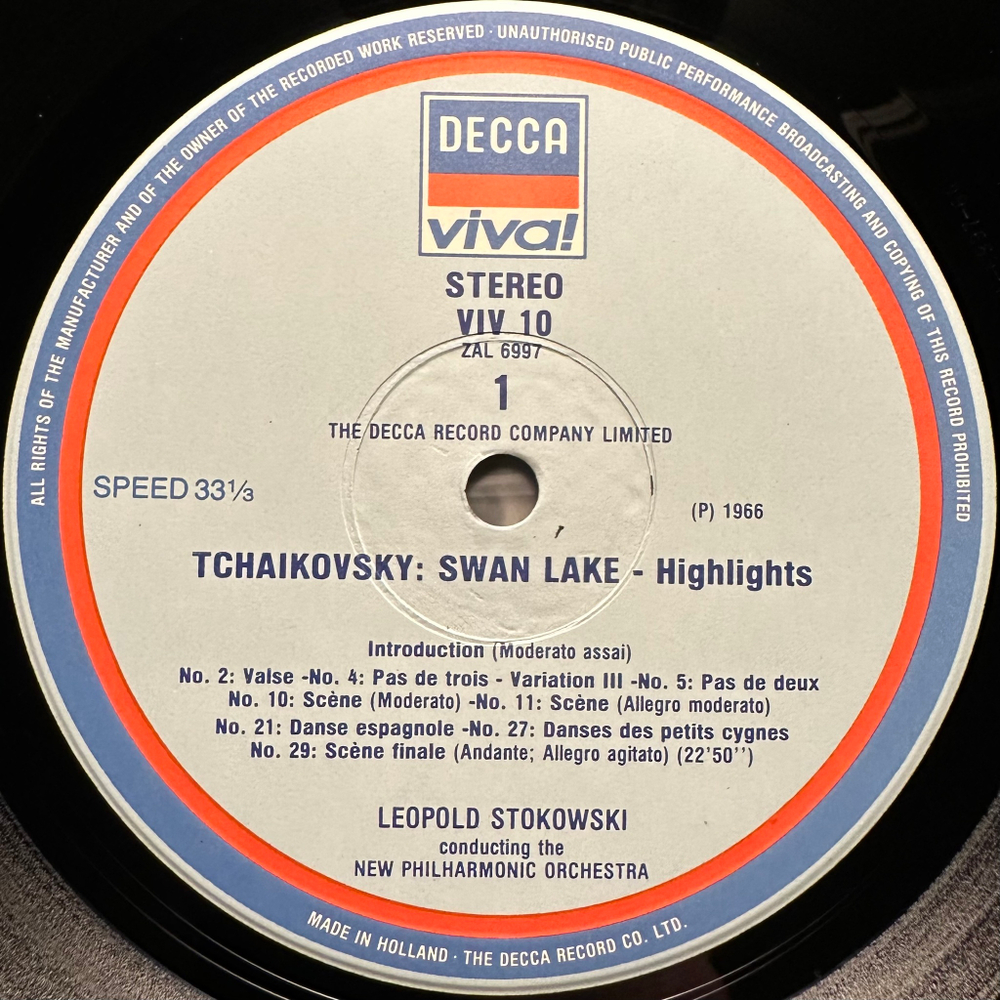 ALL RIGHTS OF THE MANUFACTURER AND OF THE OWNER OF THE RECORDED WORK RESERVED · UNAUTHORISED PUBLIC PERFORMANCE BROADCASTING AND COPYING OF THIS RECORD PROHIBITED
DECCA
viva!
STEREO
VIV 10
ZAL 6997
1
THE DECCA RECORD COMPANY LIMITED
SPEED 33⅓
(P) 1966
TCHAIKOVSKY: SWAN LAKE - Highlights
Introduction (Moderato assai)
No. 2: Valse -No. 4: Pas de trois - Variation III -No. 5: Pas de deux
No. 10: Scène (Moderato) -No. 11: Scène (Allegro moderato)
No. 21: Danse espagnole -No. 27: Danses des petits cygnes
No. 29: Scène finale (Andante; Allegro agitato) (22'50'')
LEOPOLD STOKOWSKI
conducting the
NEW PHILHARMONIC ORCHESTRA
MADE IN HOLLAND · THE DECCA RECORD CO. LTD.